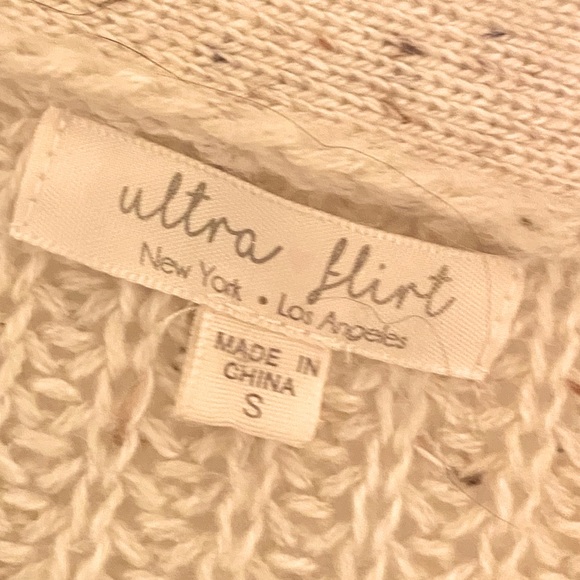 ultra flirt
New York • Los Angeles
MADE IN
CHINA
S